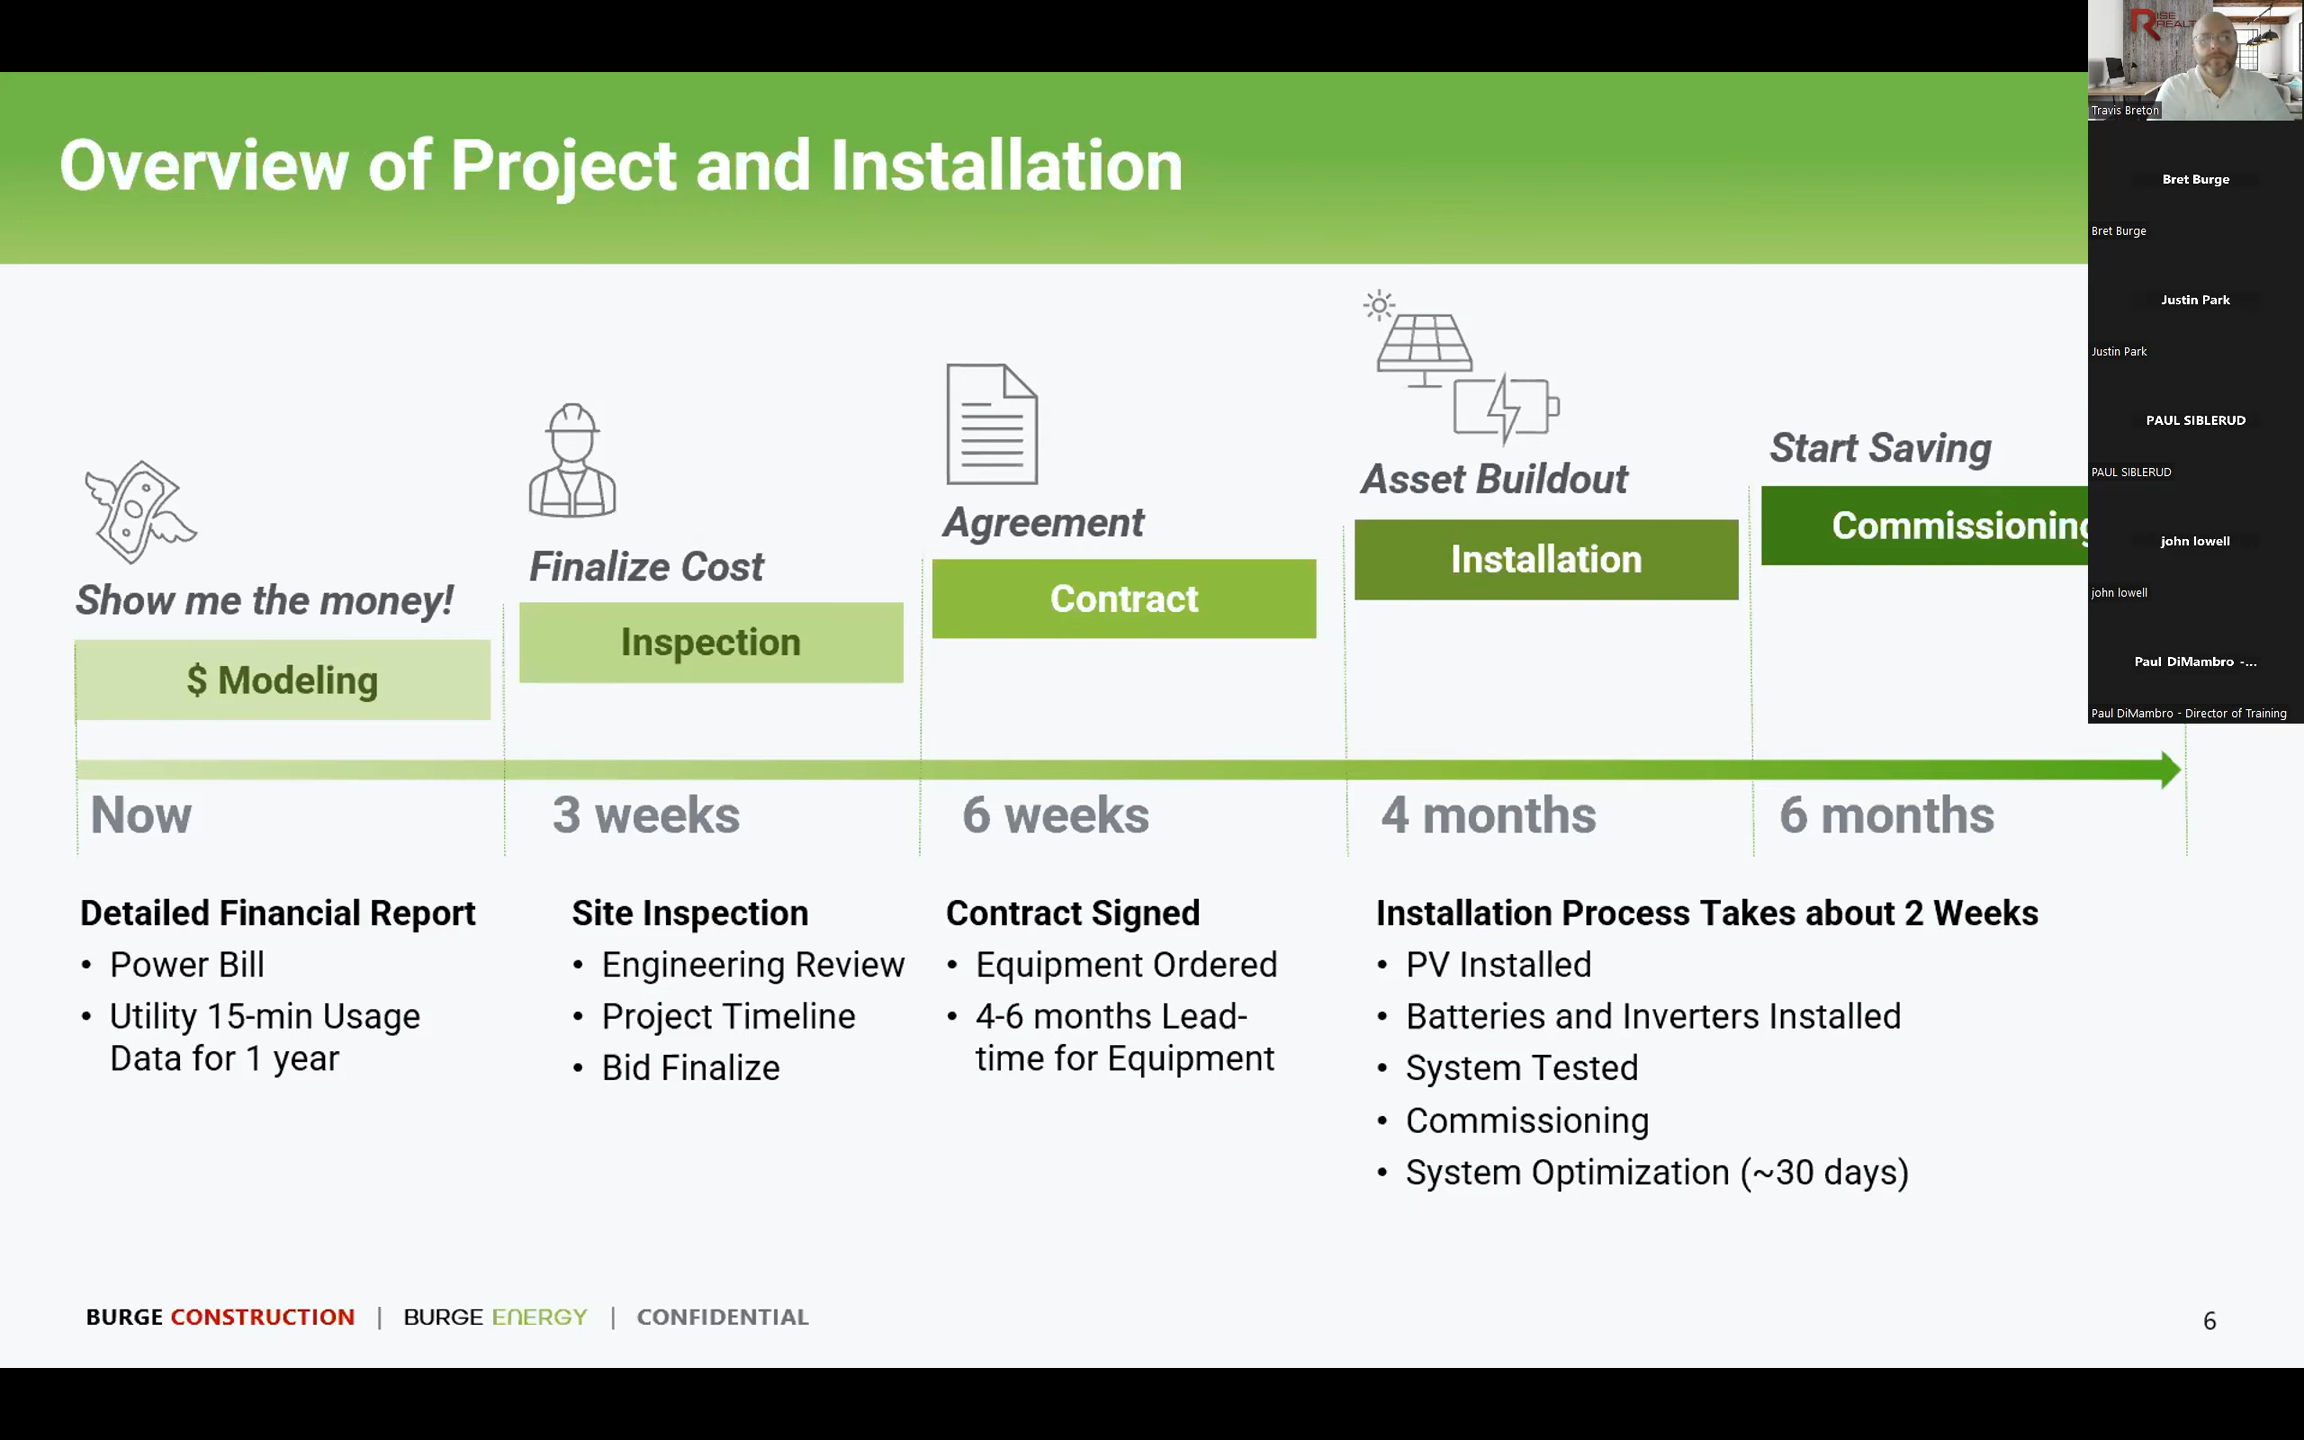 Overview of Project and Installation
Show me the money!
$ Modeling
Finalize Cost
Inspection
Agreement
Contract
Asset Buildout
Installation
Start Saving
Commissioning
Now
3 weeks
6 weeks
4 months
6 months
Detailed Financial Report
• Power Bill
• Utility 15-min Usage
Data for 1 year
Site Inspection
• Engineering Review
• Project Timeline
• Bid Finalize
Contract Signed
• Equipment Ordered
• 4-6 months Lead-
time for Equipment
Installation Process Takes about 2 Weeks
• PV Installed
• Batteries and Inverters Installed
• System Tested
• Commissioning
• System Optimization (~30 days)
BURGE CONSTRUCTION | BURGE ENERGY | CONFIDENTIAL
6
RISE
REALT
Travis Breton
Bret Burge
Bret Burge
Justin Park
Justin Park
PAUL SIBLERUD
PAUL SIBLERUD
john lowell
john lowell
Paul DiMambro -...
Paul DiMambro - Director of Training